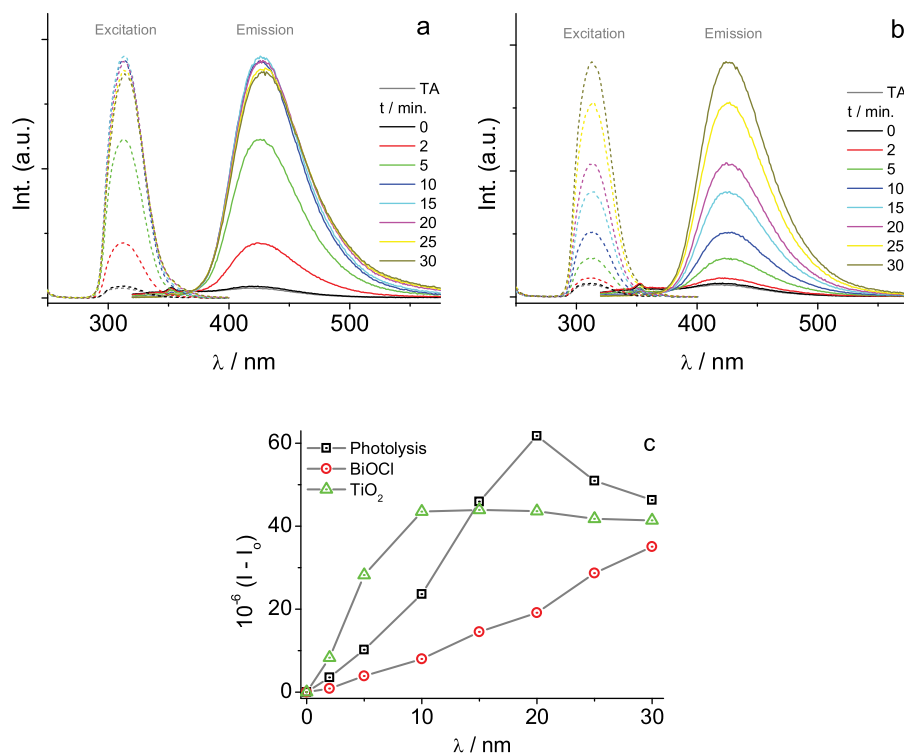 Excitation
Emission
a
TA
t / min.
0
2
5
10
15
20
25
30
Int. (a.u.)
300
400
500
λ / nm
Excitation
Emission
b
TA
t / min.
0
2
5
10
15
20
25
30
Int. (a.u.)
300
400
500
λ / nm
c
Photolysis
BiOCl
TiO₂
10⁻⁶ (I - Iₒ)
60
40
20
0
0
10
20
30
λ / nm